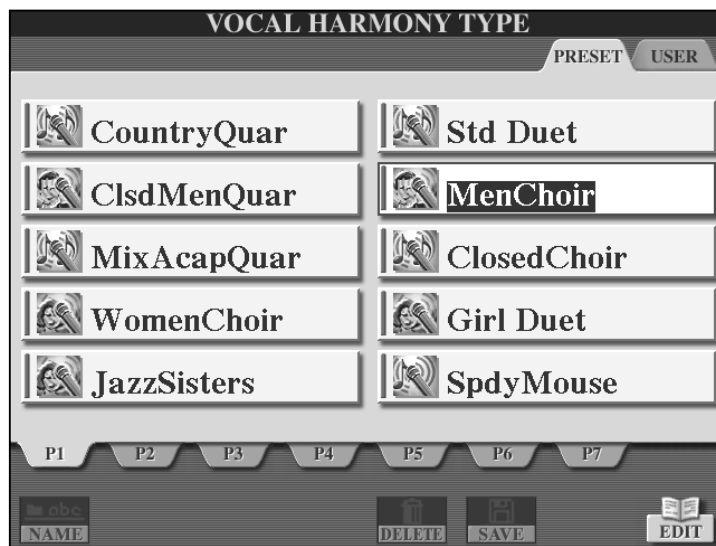 VOCAL HARMONY TYPE
PRESET USER
CountryQuar Std Duet
ClsdMenQuar MenChoir
MixAcapQuar ClosedChoir
WomenChoir Girl Duet
JazzSisters SpdyMouse
P1 P2 P3 P4 P5 P6 P7
abc
NAME DELETE SAVE EDIT